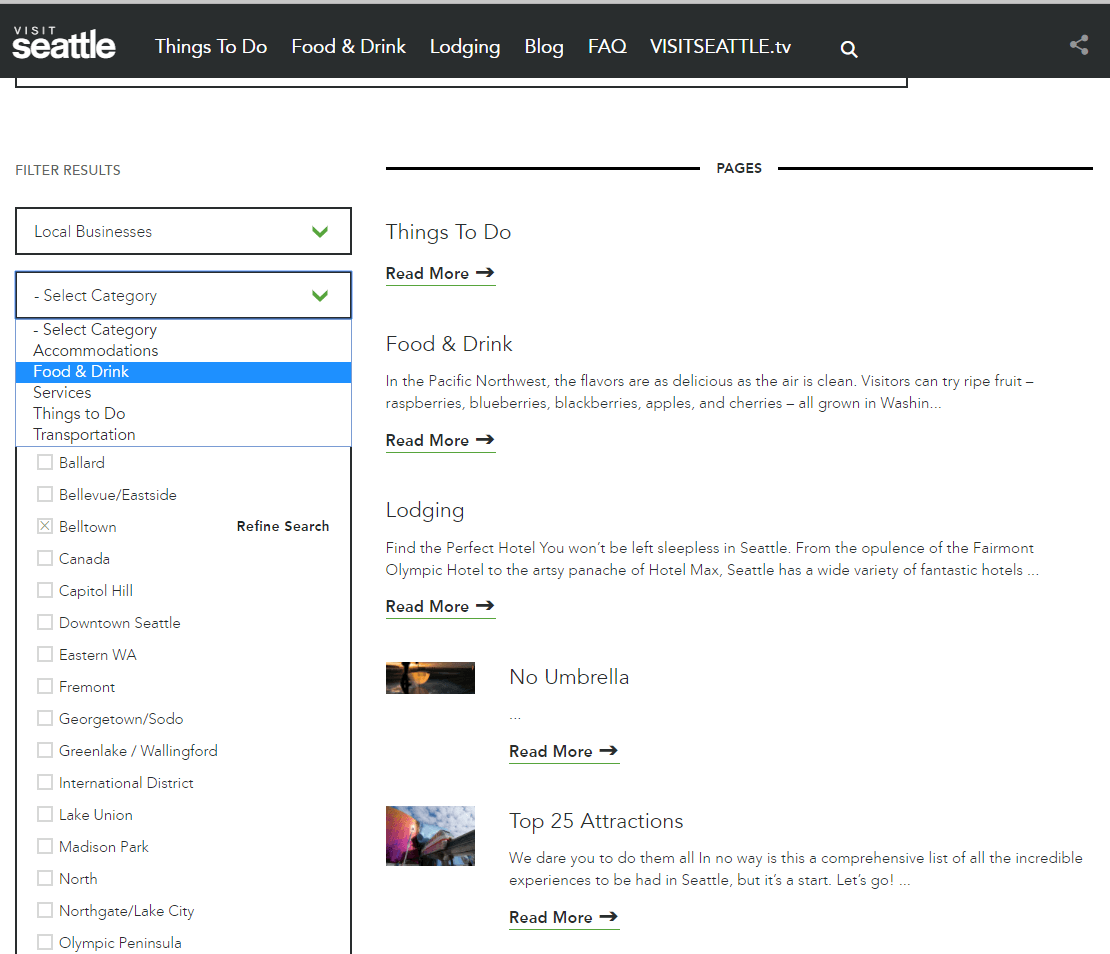 VISIT
seattle
Things To Do
Food & Drink
Lodging
Blog
FAQ
VISITSEATTLE.tv
FILTER RESULTS
Local Businesses
- Select Category
- Select Category
Accommodations
Food & Drink
Services
Things to Do
Transportation
Ballard
Bellevue/Eastside
Belltown
Refine Search
Canada
Capitol Hill
Downtown Seattle
Eastern WA
Fremont
Georgetown/Sodo
Greenlake / Wallingford
International District
Lake Union
Madison Park
North
Northgate/Lake City
Olympic Peninsula
PAGES
Things To Do
Read More
Food & Drink
In the Pacific Northwest, the flavors are as delicious as the air is clean. Visitors can try ripe fruit –
raspberries, blueberries, blackberries, apples, and cherries – all grown in Washin...
Read More
Lodging
Find the Perfect Hotel You won't be left sleepless in Seattle. From the opulence of the Fairmont
Olympic Hotel to the artsy panache of Hotel Max, Seattle has a wide variety of fantastic hotels ...
Read More
No Umbrella
...
Read More
Top 25 Attractions
We dare you to do them all In no way is this a comprehensive list of all the incredible
experiences to be had in Seattle, but it's a start. Let's go! ...
Read More